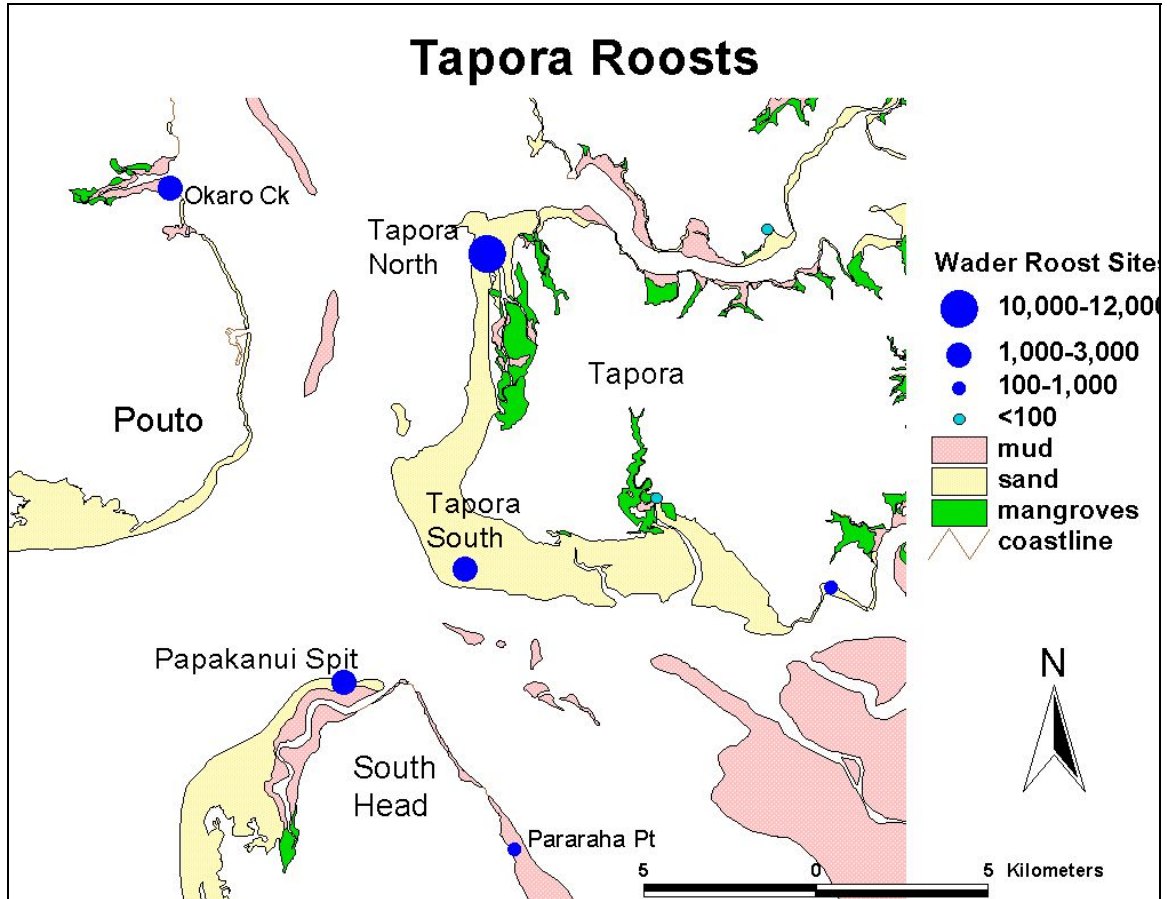 Tapora Roosts
Okaro Ck
Tapora
North
Tapora
Pouto
Tapora
South
Papakanui Spit
South
Head
Pararaha Pt
Wader Roost Sites
10,000-12,000
1,000-3,000
100-1,000
<100
mud
sand
mangroves
coastline
N
5 0 5 Kilometers